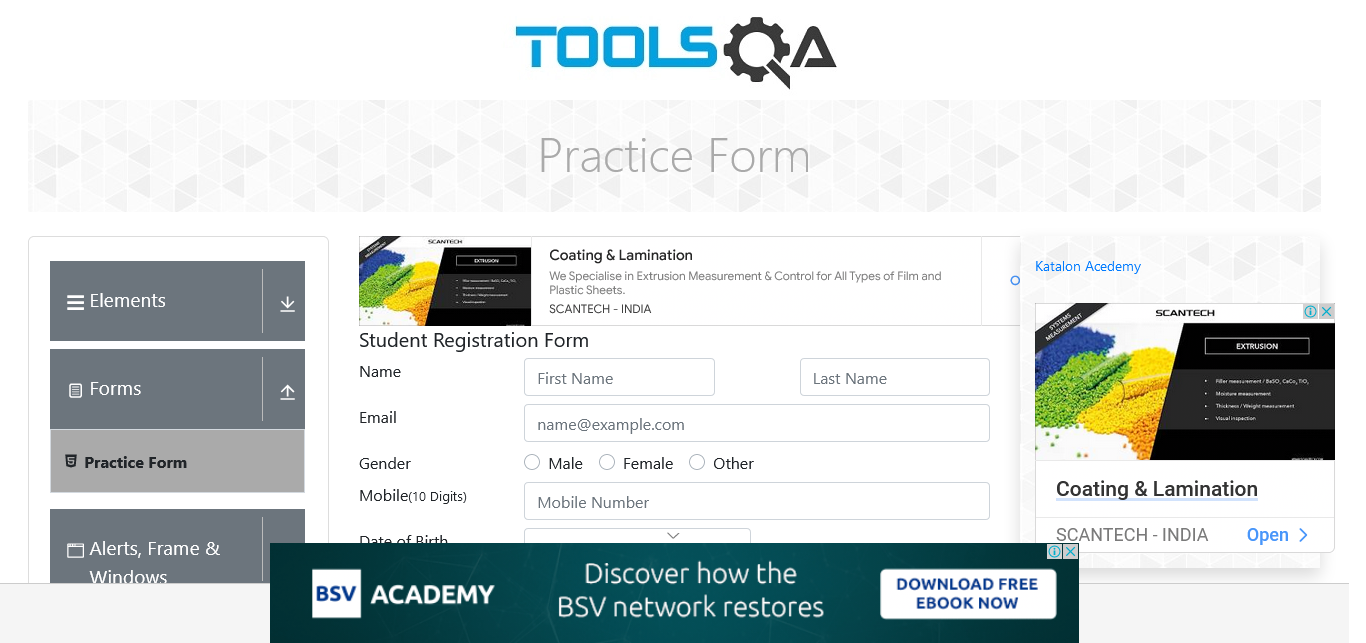 TOOLSQA
Practice Form
Elements
Forms
Practice Form
Alerts, Frame &
Windows
SCANTECH
EXTRUSION
Coating & Lamination
We Specialise in Extrusion Measurement & Control for All Types of Film and
Plastic Sheets.
SCANTECH - INDIA
Student Registration Form
Name
First Name
Last Name
Email
name@example.com
Gender
Male
Female
Other
Mobile(10 Digits)
Mobile Number
Date of Birth
Katalon Acedemy
SYSTEMS
MEASUREMENT
SCANTECH
EXTRUSION
Filler measurement / BaSO, CaCo, TiO₂
Moisture measurement
Thickness / Weight measurement
Visual inspection
Coating & Lamination
SCANTECH - INDIA
Open
BSV ACADEMY
Discover how the
BSV network restores
DOWNLOAD FREE
EBOOK NOW